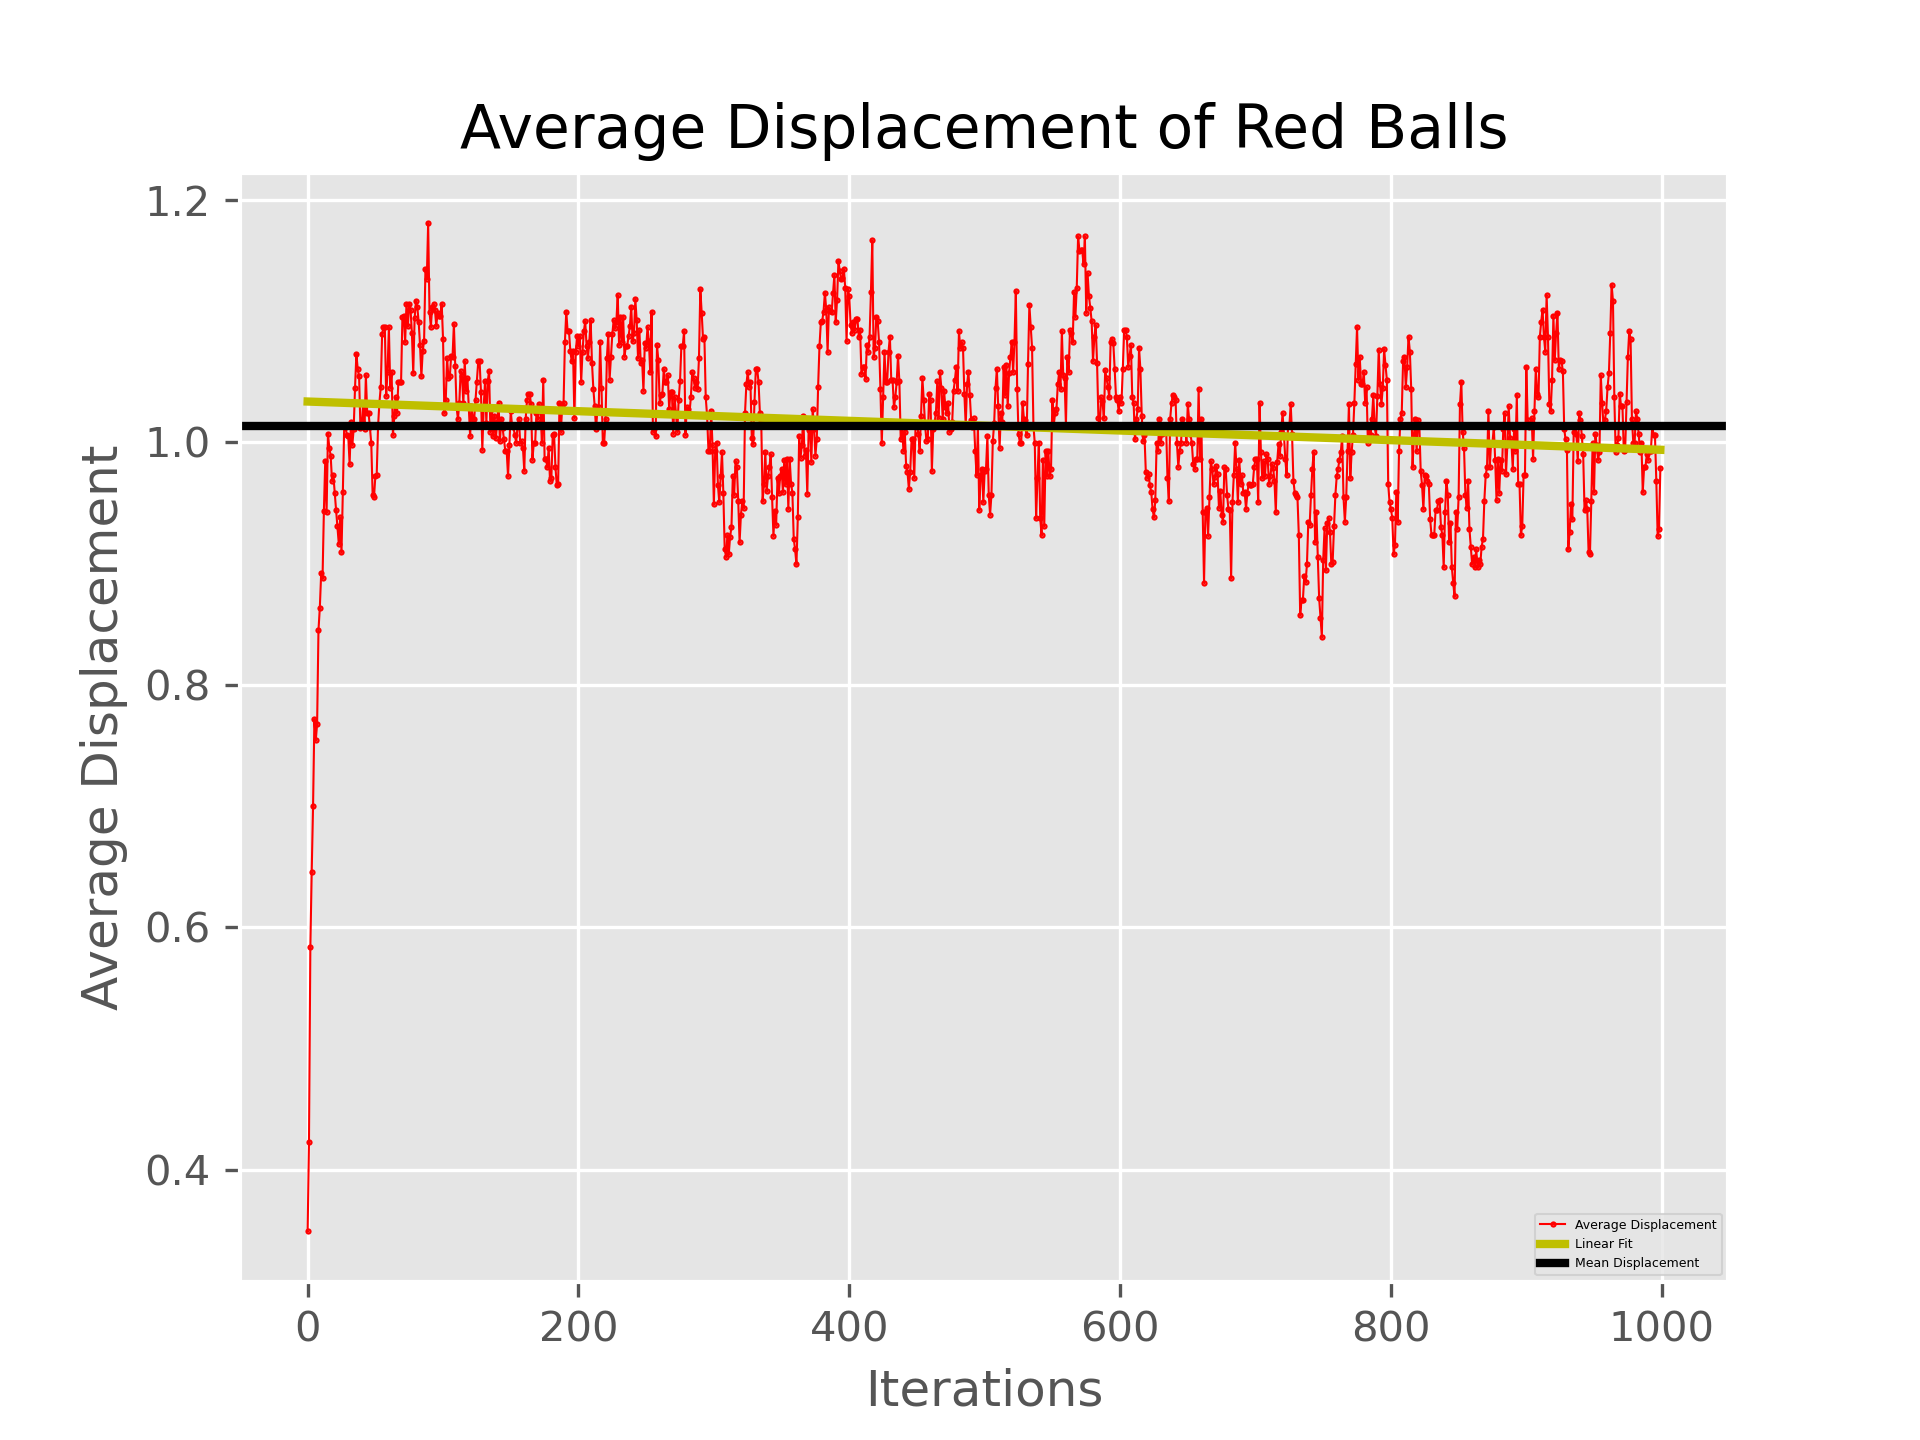 Average Displacement of Red Balls
1.2
1.0
0.8
0.6
0.4
Average Displacement
Average Displacement
Linear Fit
Mean Displacement
0 200 400 600 800 1000
Iterations